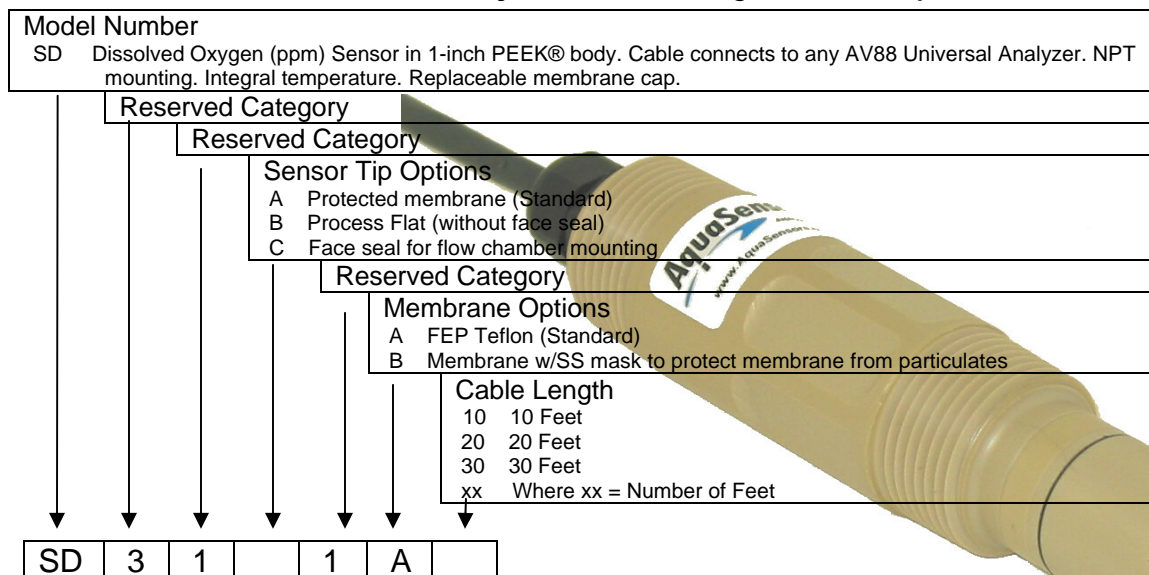 Model Number
SD Dissolved Oxygen (ppm) Sensor in 1-inch PEEK® body. Cable connects to any AV88 Universal Analyzer. NPT
mounting. Integral temperature. Replaceable membrane cap.
Reserved Category
Reserved Category
Sensor Tip Options
A Protected membrane (Standard)
B Process Flat (without face seal)
C Face seal for flow chamber mounting
AquaSens
www.AquaSensors
Reserved Category
Membrane Options
A FEP Teflon (Standard)
B Membrane w/SS mask to protect membrane from particulates
Cable Length
10 10 Feet
20 20 Feet
30 30 Feet
xx Where xx = Number of Feet
SD 3 1 1 A